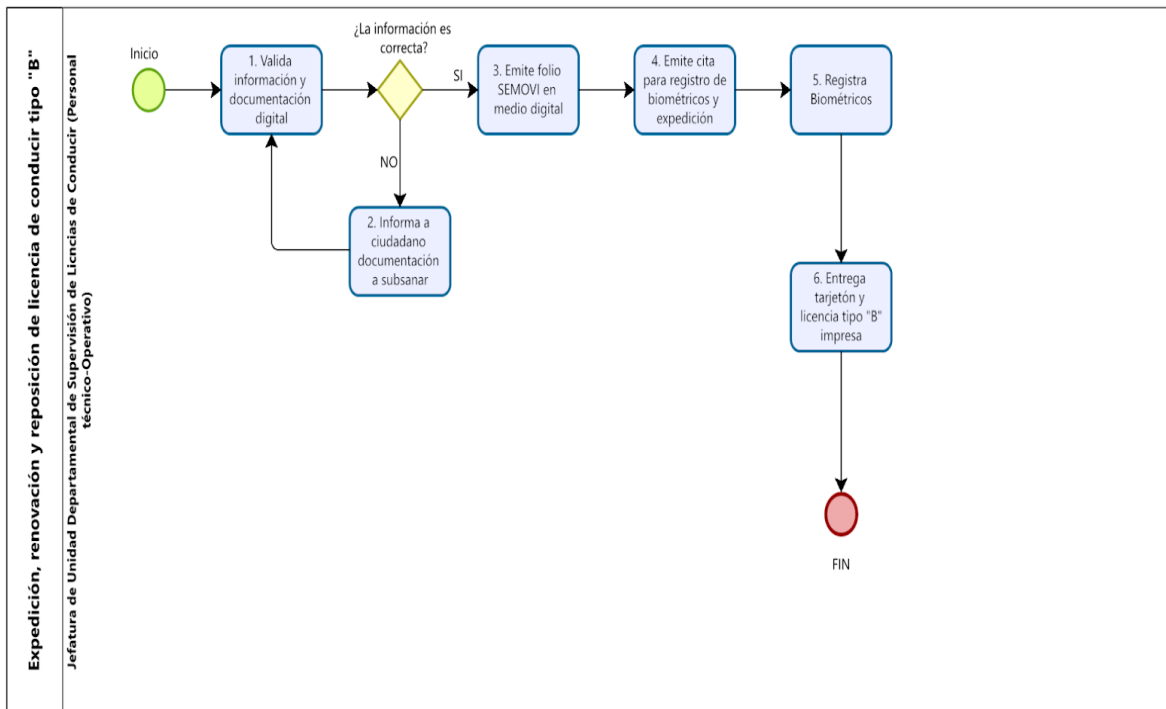 Expedición, renovación y reposición de licencia de conducir tipo "B"
Jefatura de Unidad Departamental de Supervisión de Licncias de Conducir (Personal
técnico-Operativo)
Inicio
1. Valida
información y
documentación
digital
¿La información es
correcta?
SI
NO
2. Informa a
ciudadano
documentación
a subsanar
3. Emite folio
SEMOVI en
medio digital
4. Emite cita
para registro de
biométricos y
expedición
5. Registra
Biométricos
6. Entrega
tarjetón y
licencia tipo "B"
impresa
FIN